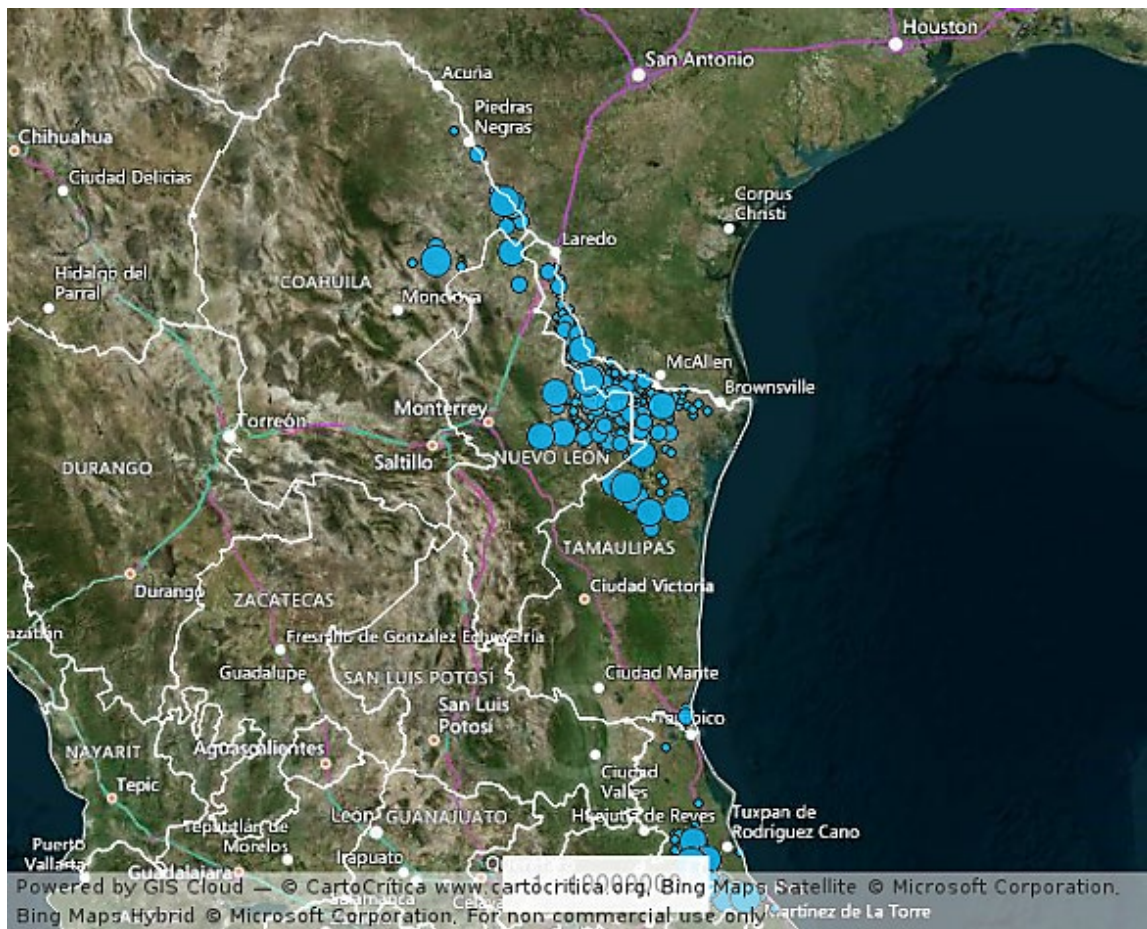 Houston
San Antonio
Acuña
Piedras
Negras
Chihuahua
Ciudad Delicias
Corpus
Christi
Laredo
Hidalgo del
Parral
COAHUILA
Monclova
McAllen
Brownsville
Monterrey
Torreón
Saltillo
NUEVO LEÓN
DURANGO
TAMAULIPAS
Durango
Ciudad Victoria
ZACATECAS
Fresnillo de González Echeverría
Guadalupe
SAN LUIS POTOSÍ
Ciudad Mante
San Luis
Potosí
NAYARIT
Aguascalientes
Ciudad
Valles
Tepic
León
GUANAJUATO
Huejutla de Reyes
Tuxpan de
Rodríguez Cano
Tepatitlán de
Morelos
Puerto
Vallarta
Guadalajara
Irapuato
Powered by GIS Cloud — © CartoCrítica www.cartocritica.org, Bing Maps Satellite © Microsoft Corporation,
Bing Maps Hybrid © Microsoft Corporation, For non commercial use only
Martínez de La Torre